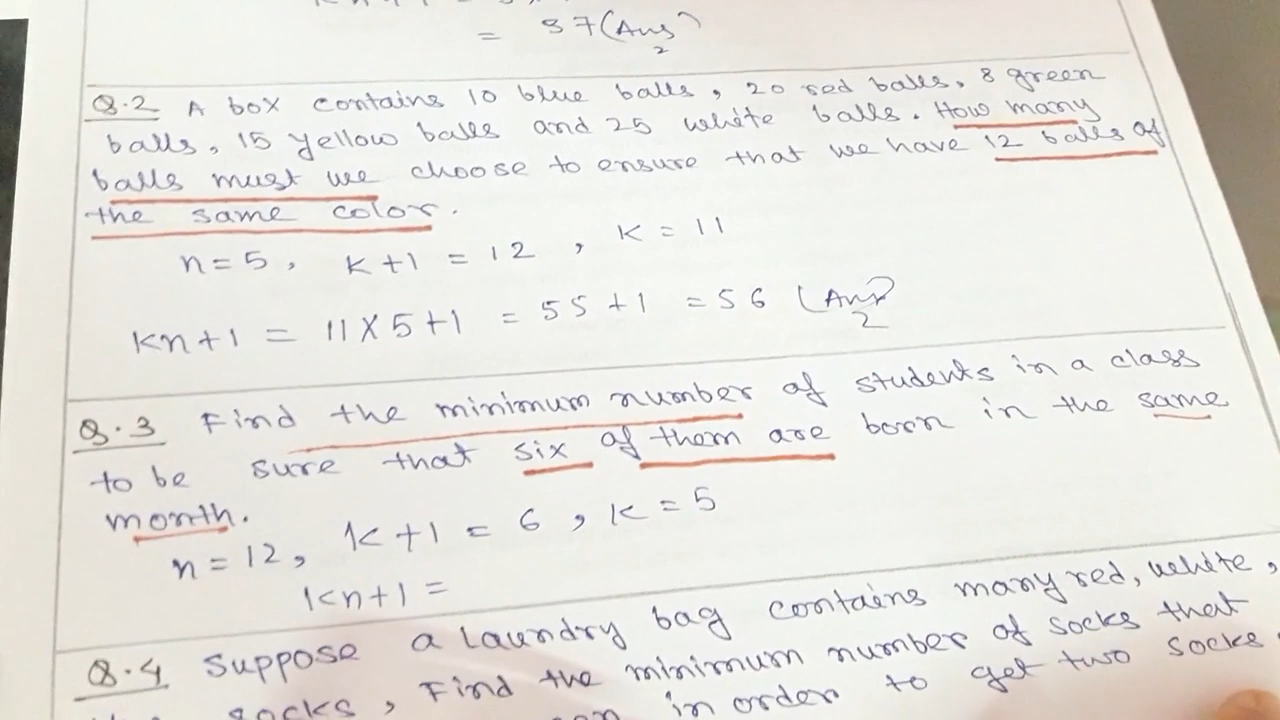 = 37 (Ans)
Q.2 A box contains 10 blue balls, 20 red balls, 8 green
balls, 15 yellow balls and 25 white balls. How many
balls must we choose to ensure that we have 12 balls of
the same color.
n = 5, k + 1 = 12 , k = 11
kn + 1 = 11 X 5 + 1 = 55 + 1 = 56 (Ans)
Q.3 Find the minimum number of students in a class
to be sure that six of them are born in the same
month.
n = 12, k + 1 = 6 , k = 5
kn + 1 =
Q.4 Suppose a laundry bag contains many red, white,
socks, Find the minimum number of socks that
in order to get two socks